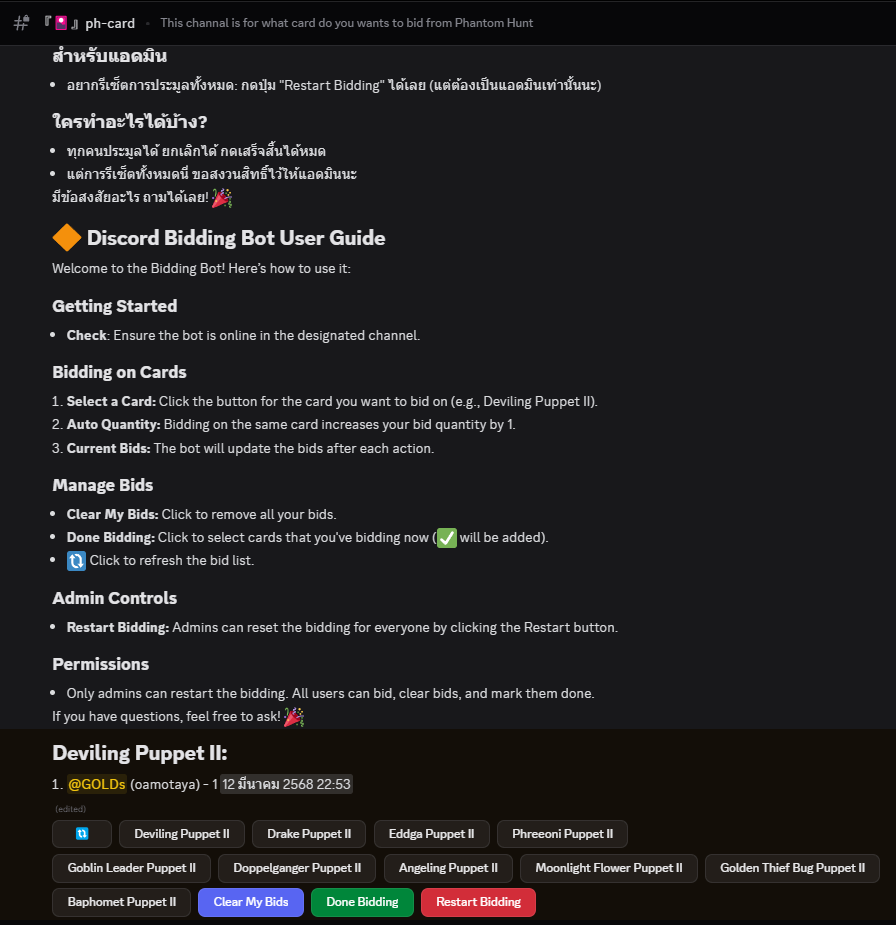 『🎴』ph-card • This channal is for what card do you wants to bid from Phantom Hunt
สำหรับแอดมิน
• อยากรีเซ็ตการประมูลทั้งหมด: กดปุ่ม "Restart Bidding" ได้เลย (แต่ต้องเป็นแอดมินเท่านั้นนะ)
ใครทำอะไรได้บ้าง?
• ทุกคนประมูลได้ ยกเลิกได้ กดเสร็จสิ้นได้หมด
• แต่การรีเซ็ตทั้งหมดนี่ ขอสงวนสิทธิ์ไว้ให้แอดมินนะ
มีข้อสงสัยอะไร ถามได้เลย! 🎉
🔶 Discord Bidding Bot User Guide
Welcome to the Bidding Bot! Here's how to use it:
Getting Started
• Check: Ensure the bot is online in the designated channel.
Bidding on Cards
1. Select a Card: Click the button for the card you want to bid on (e.g., Deviling Puppet II).
2. Auto Quantity: Bidding on the same card increases your bid quantity by 1.
3. Current Bids: The bot will update the bids after each action.
Manage Bids
• Clear My Bids: Click to remove all your bids.
• Done Bidding: Click to select cards that you've bidding now (✅ will be added).
• 🔃 Click to refresh the bid list.
Admin Controls
• Restart Bidding: Admins can reset the bidding for everyone by clicking the Restart button.
Permissions
• Only admins can restart the bidding. All users can bid, clear bids, and mark them done.
If you have questions, feel free to ask! 🎉
Deviling Puppet II:
1. @GOLDs (oamotaya) - 1 12 มีนาคม 2568 22:53
(edited)
🔃 Deviling Puppet II Drake Puppet II Eddga Puppet II Phreeoni Puppet II
Goblin Leader Puppet II Doppelganger Puppet II Angeling Puppet II Moonlight Flower Puppet II Golden Thief Bug Puppet II
Baphomet Puppet II Clear My Bids Done Bidding Restart Bidding